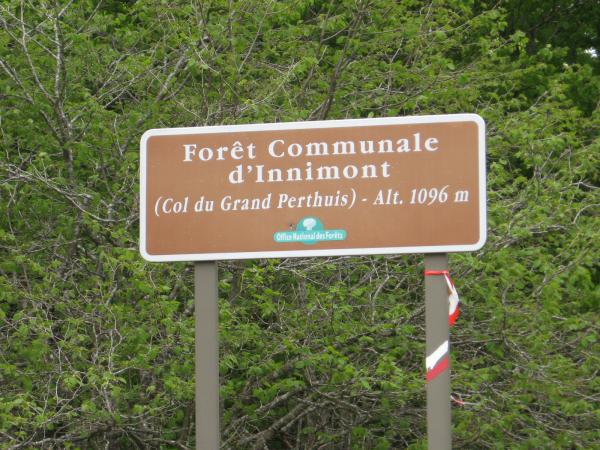 Forêt Communale
d'Innimont
(Col du Grand Perthuis) - Alt. 1096 m
Office National des Forêts